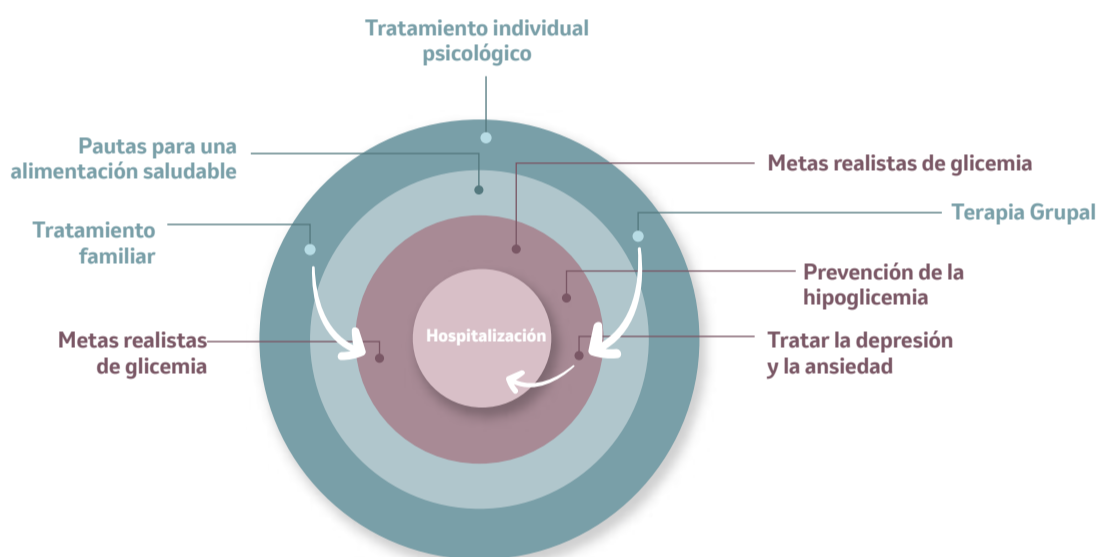 Tratamiento individual
psicológico
Pautas para una
alimentación saludable
Metas realistas de glicemia
Terapia Grupal
Tratamiento
familiar
Prevención de la
hipoglicemia
Hospitalización
Metas realistas
de glicemia
Tratar la depresión
y la ansiedad